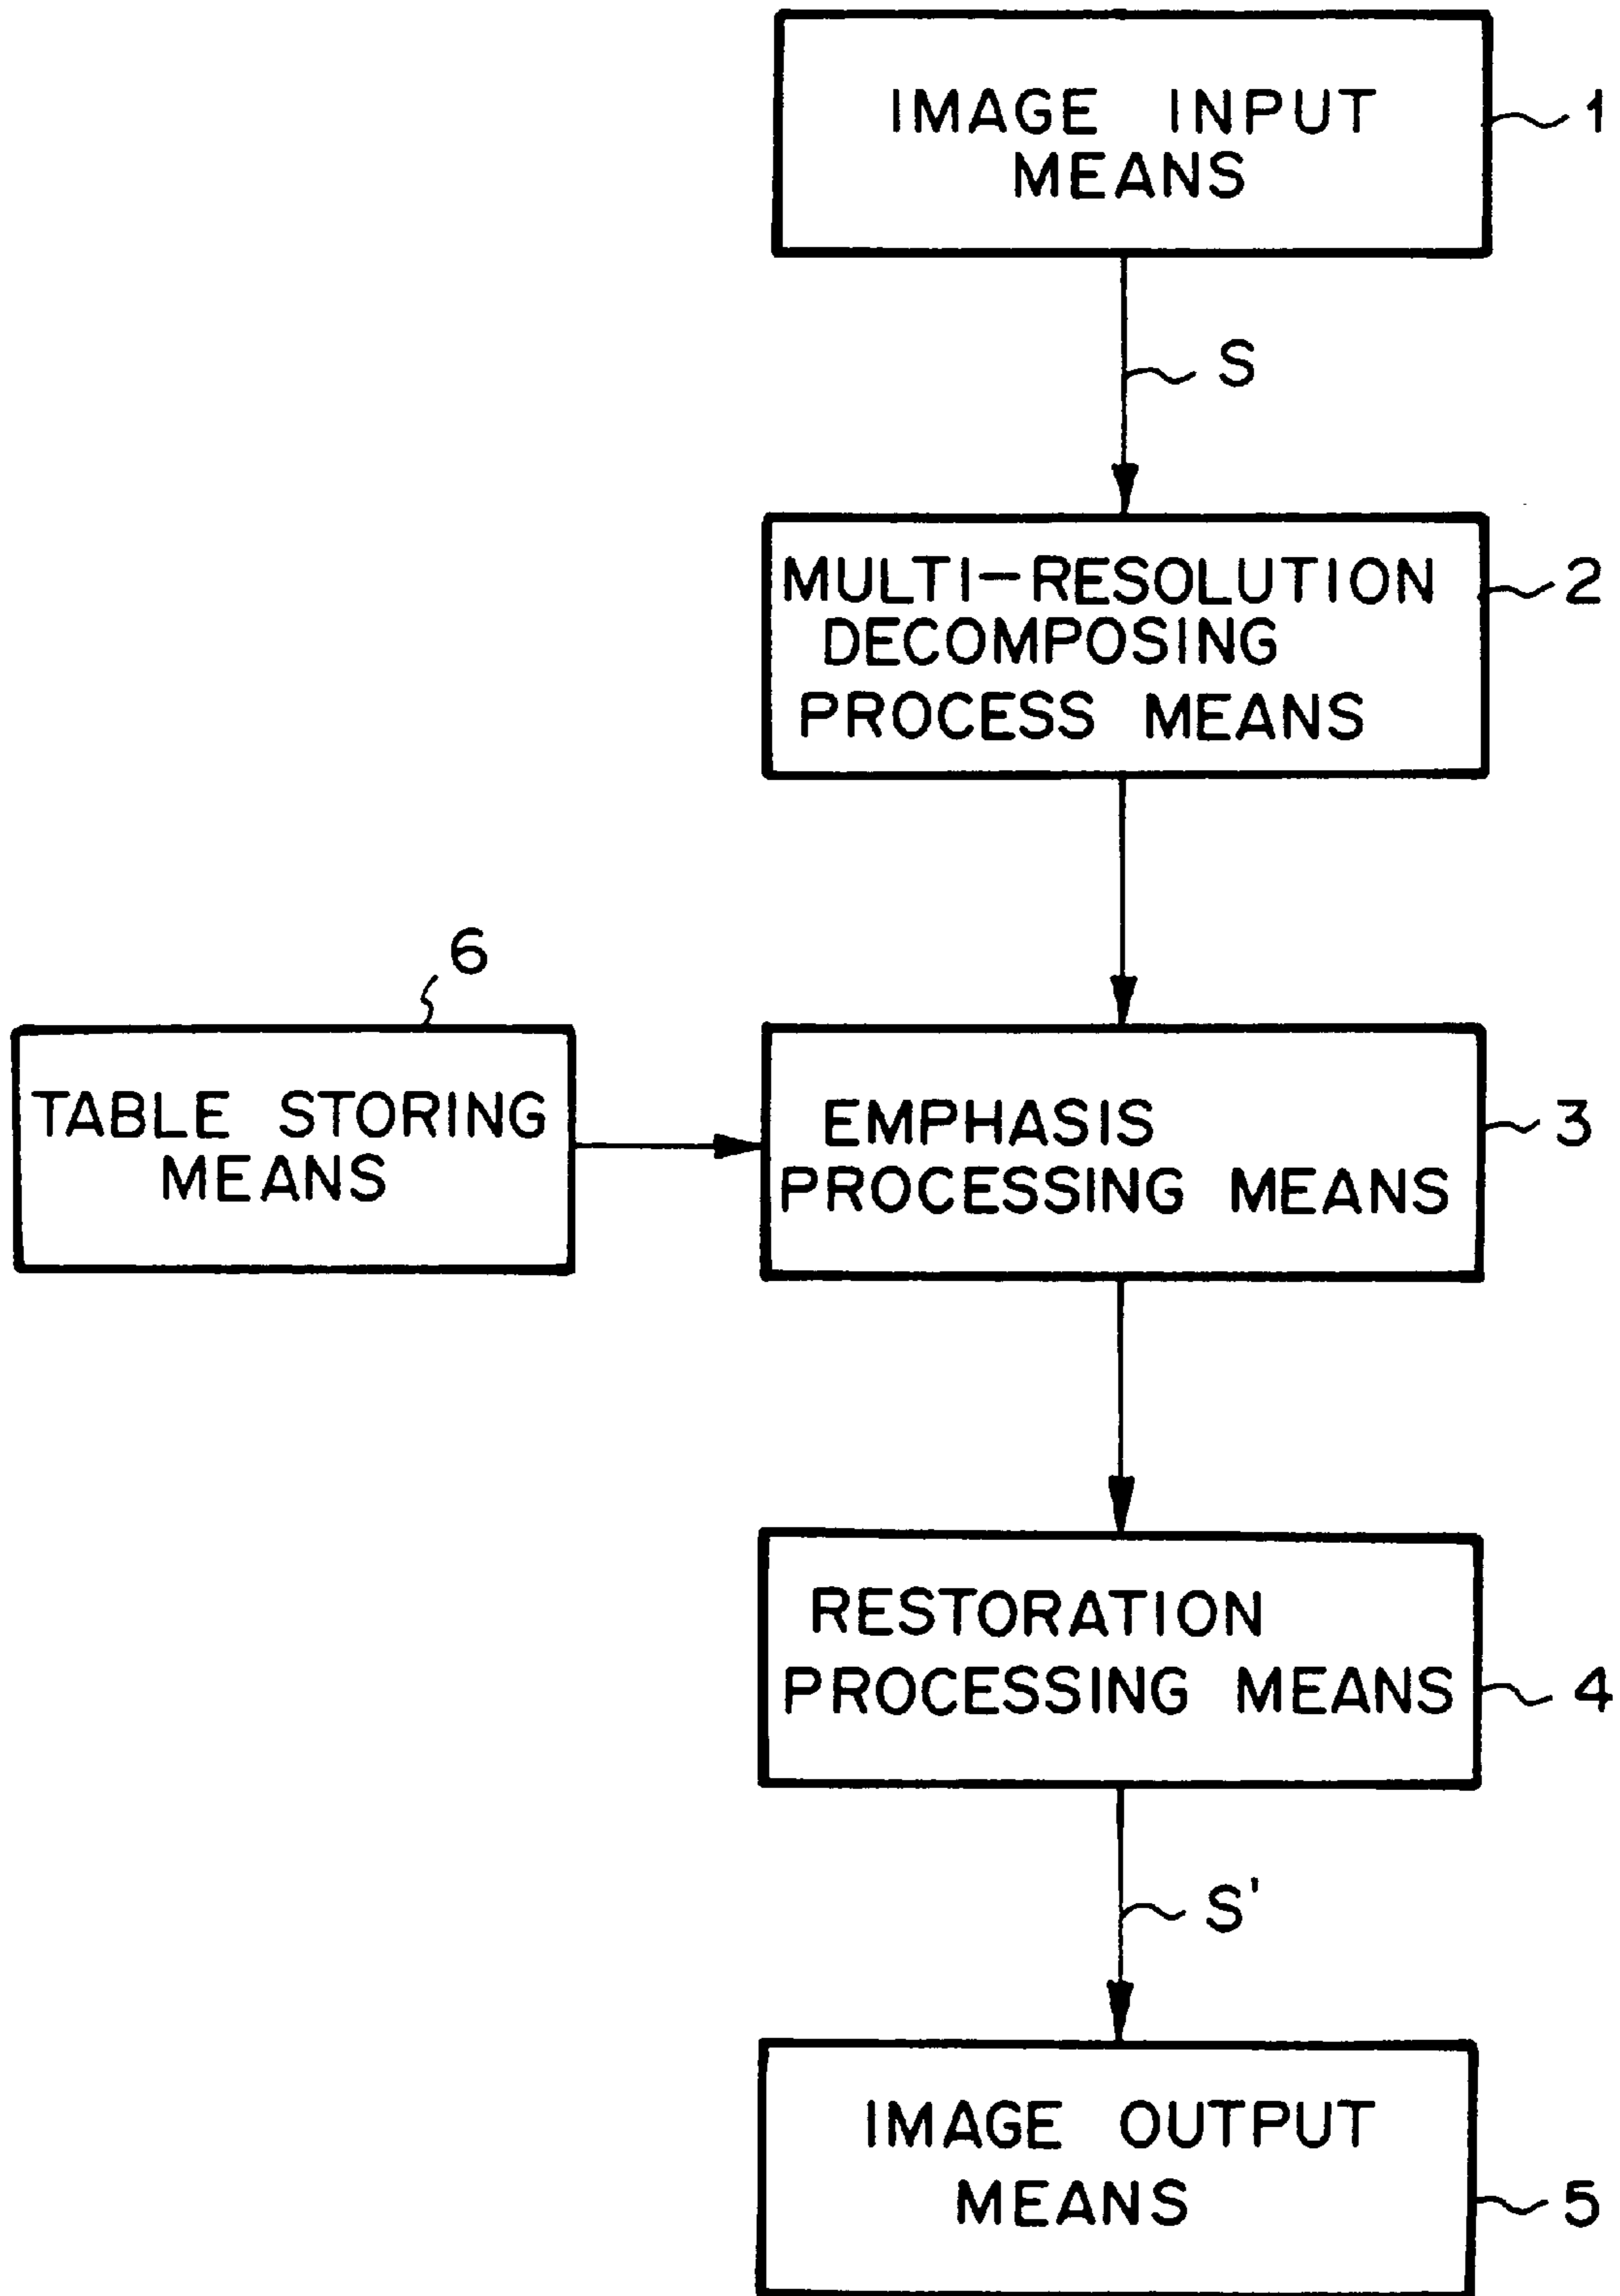 IMAGE INPUT
MEANS
1
S
MULTI-RESOLUTION
DECOMPOSING
PROCESS MEANS
2
6
TABLE STORING
MEANS
EMPHASIS
PROCESSING MEANS
3
RESTORATION
PROCESSING MEANS
4
S'
IMAGE OUTPUT
MEANS
5